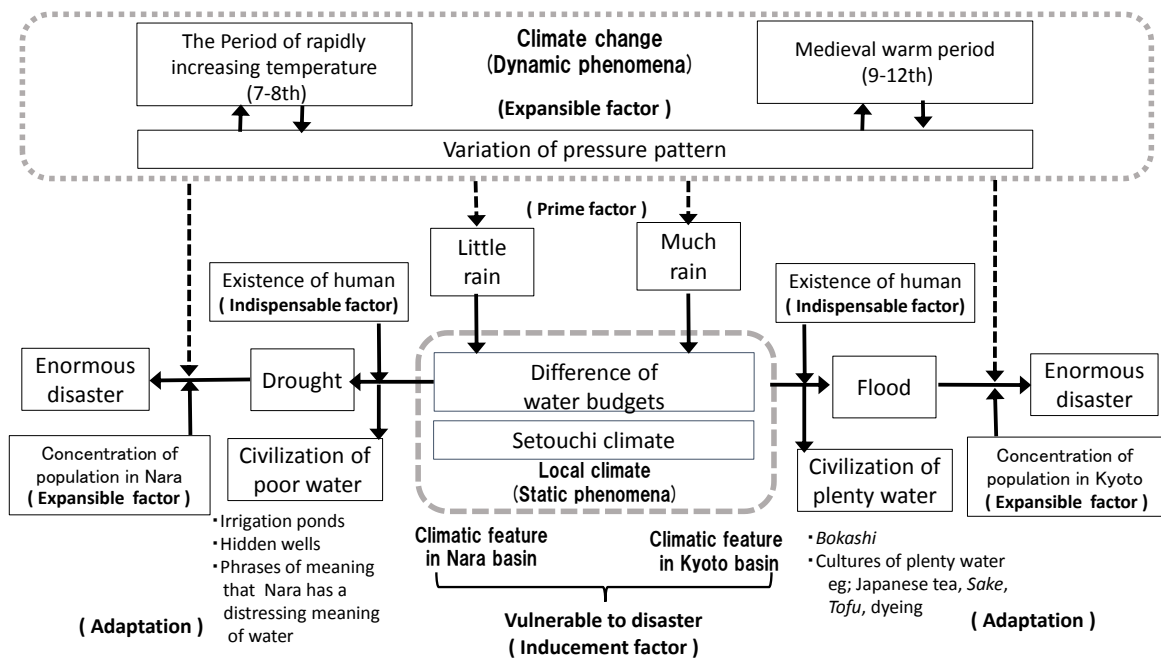 The Period of rapidly
increasing temperature
(7-8th)
Climate change
(Dynamic phenomena)
(Expansible factor )
Medieval warm period
(9-12th)
Variation of pressure pattern
( Prime factor )
Little
rain
Much
rain
Existence of human
( Indispensable factor)
Existence of human
( Indispensable factor)
Enormous
disaster
Drought
Difference of
water budgets
Flood
Enormous
disaster
Setouchi climate
Local climate
(Static phenomena)
Concentration of
population in Nara
( Expansible factor )
Civilization of
poor water
Civilization of
plenty water
Concentration of
population in Kyoto
( Expansible factor )
・Irrigation ponds
・Hidden wells
・Phrases of meaning
that Nara has a
distressing meaning
of water
( Adaptation )
Climatic feature
in Nara basin
Climatic feature
in Kyoto basin
Vulnerable to disaster
( Inducement factor )
・Bokashi
・Cultures of plenty water
eg; Japanese tea, Sake,
Tofu, dyeing
( Adaptation )